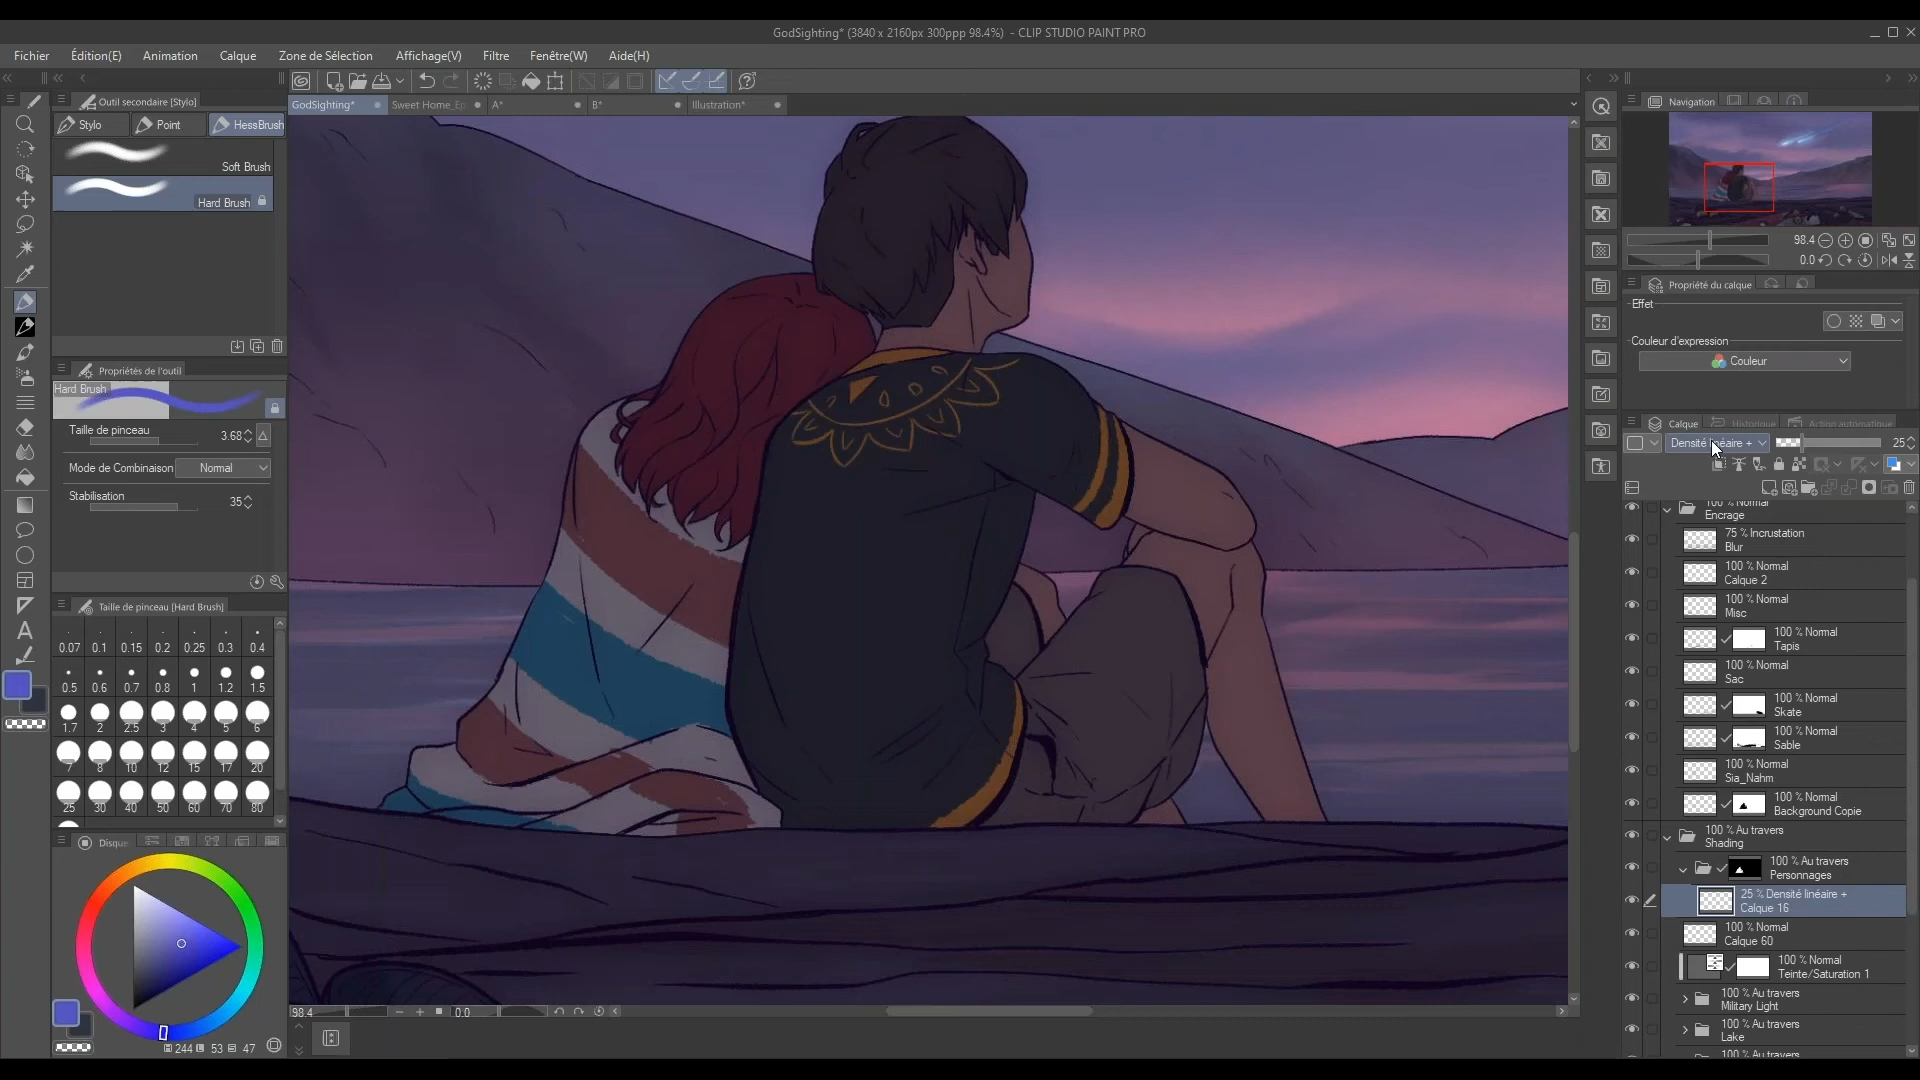 GodSighting* (3840 x 2160px 300ppp 98.4%)  - CLIP STUDIO PAINT PRO
Fichier Édition(E) Animation Calque Zone de Sélection Affichage(V) Filtre Fenêtre(W) Aide(H)
Outil secondaire [Stylo]
Stylo Point HessBrush
Soft Brush
Hard Brush
Propriétés de l'outil
Hard Brush
Taille de pinceau 3.68
Mode de Combinaison Normal
Stabilisation 35
Taille de pinceau [Hard Brush]
0.07 0.1 0.15 0.2 0.25 0.3 0.4
0.5 0.6 0.7 0.8 1 1.2 1.5
1.7 2 2.5 3 4 5 6
7 8 10 12 15 17 20
25 30 40 50 60 70 80
Disque
244 53 47
GodSighting* Sweet Home_Ep A* B* Illustration*
98.4 0.0
Navigation
98.4
0.0
Propriété du calque
Effet
Couleur d'expression
Couleur
Calque Historique Action automatique
Densité linéaire + 25
100 % Normal
Encrage
75 % Incrustation
Blur
100 % Normal
Calque 2
100 % Normal
Misc
100 % Normal
Tapis
100 % Normal
Sac
100 % Normal
Skate
100 % Normal
Sable
100 % Normal
Sia_Nahm
100 % Normal
Background Copie
100 % Au travers
Shading
100 % Au travers
Personnages
25 % Densité linéaire +
Calque 16
100 % Normal
Calque 60
100 % Normal
Teinte/Saturation 1
100 % Au travers
Military Light
100 % Au travers
Lake
100 % Au travers